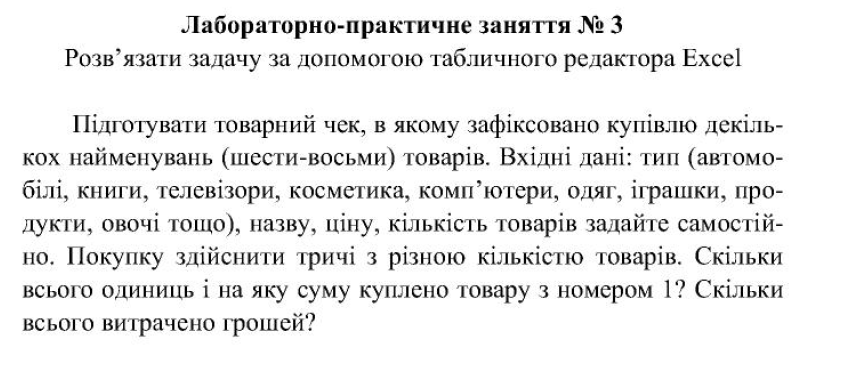 Лабораторно-практичне заняття № 3
Розв’язати задачу за допомогою табличного редактора Excel
Підготувати товарний чек, в якому зафіксовано купівлю декіль-
кох найменувань (шести-восьми) товарів. Вхідні дані: тип (автомо-
білі, книги, телевізори, косметика, комп’ютери, одяг, іграшки, про-
дукти, овочі тощо), назву, ціну, кількість товарів задайте самостій-
но. Покупку здійснити тричі з різною кількістю товарів. Скільки
всього одиниць і на яку суму куплено товару з номером 1? Скільки
всього витрачено грошей?